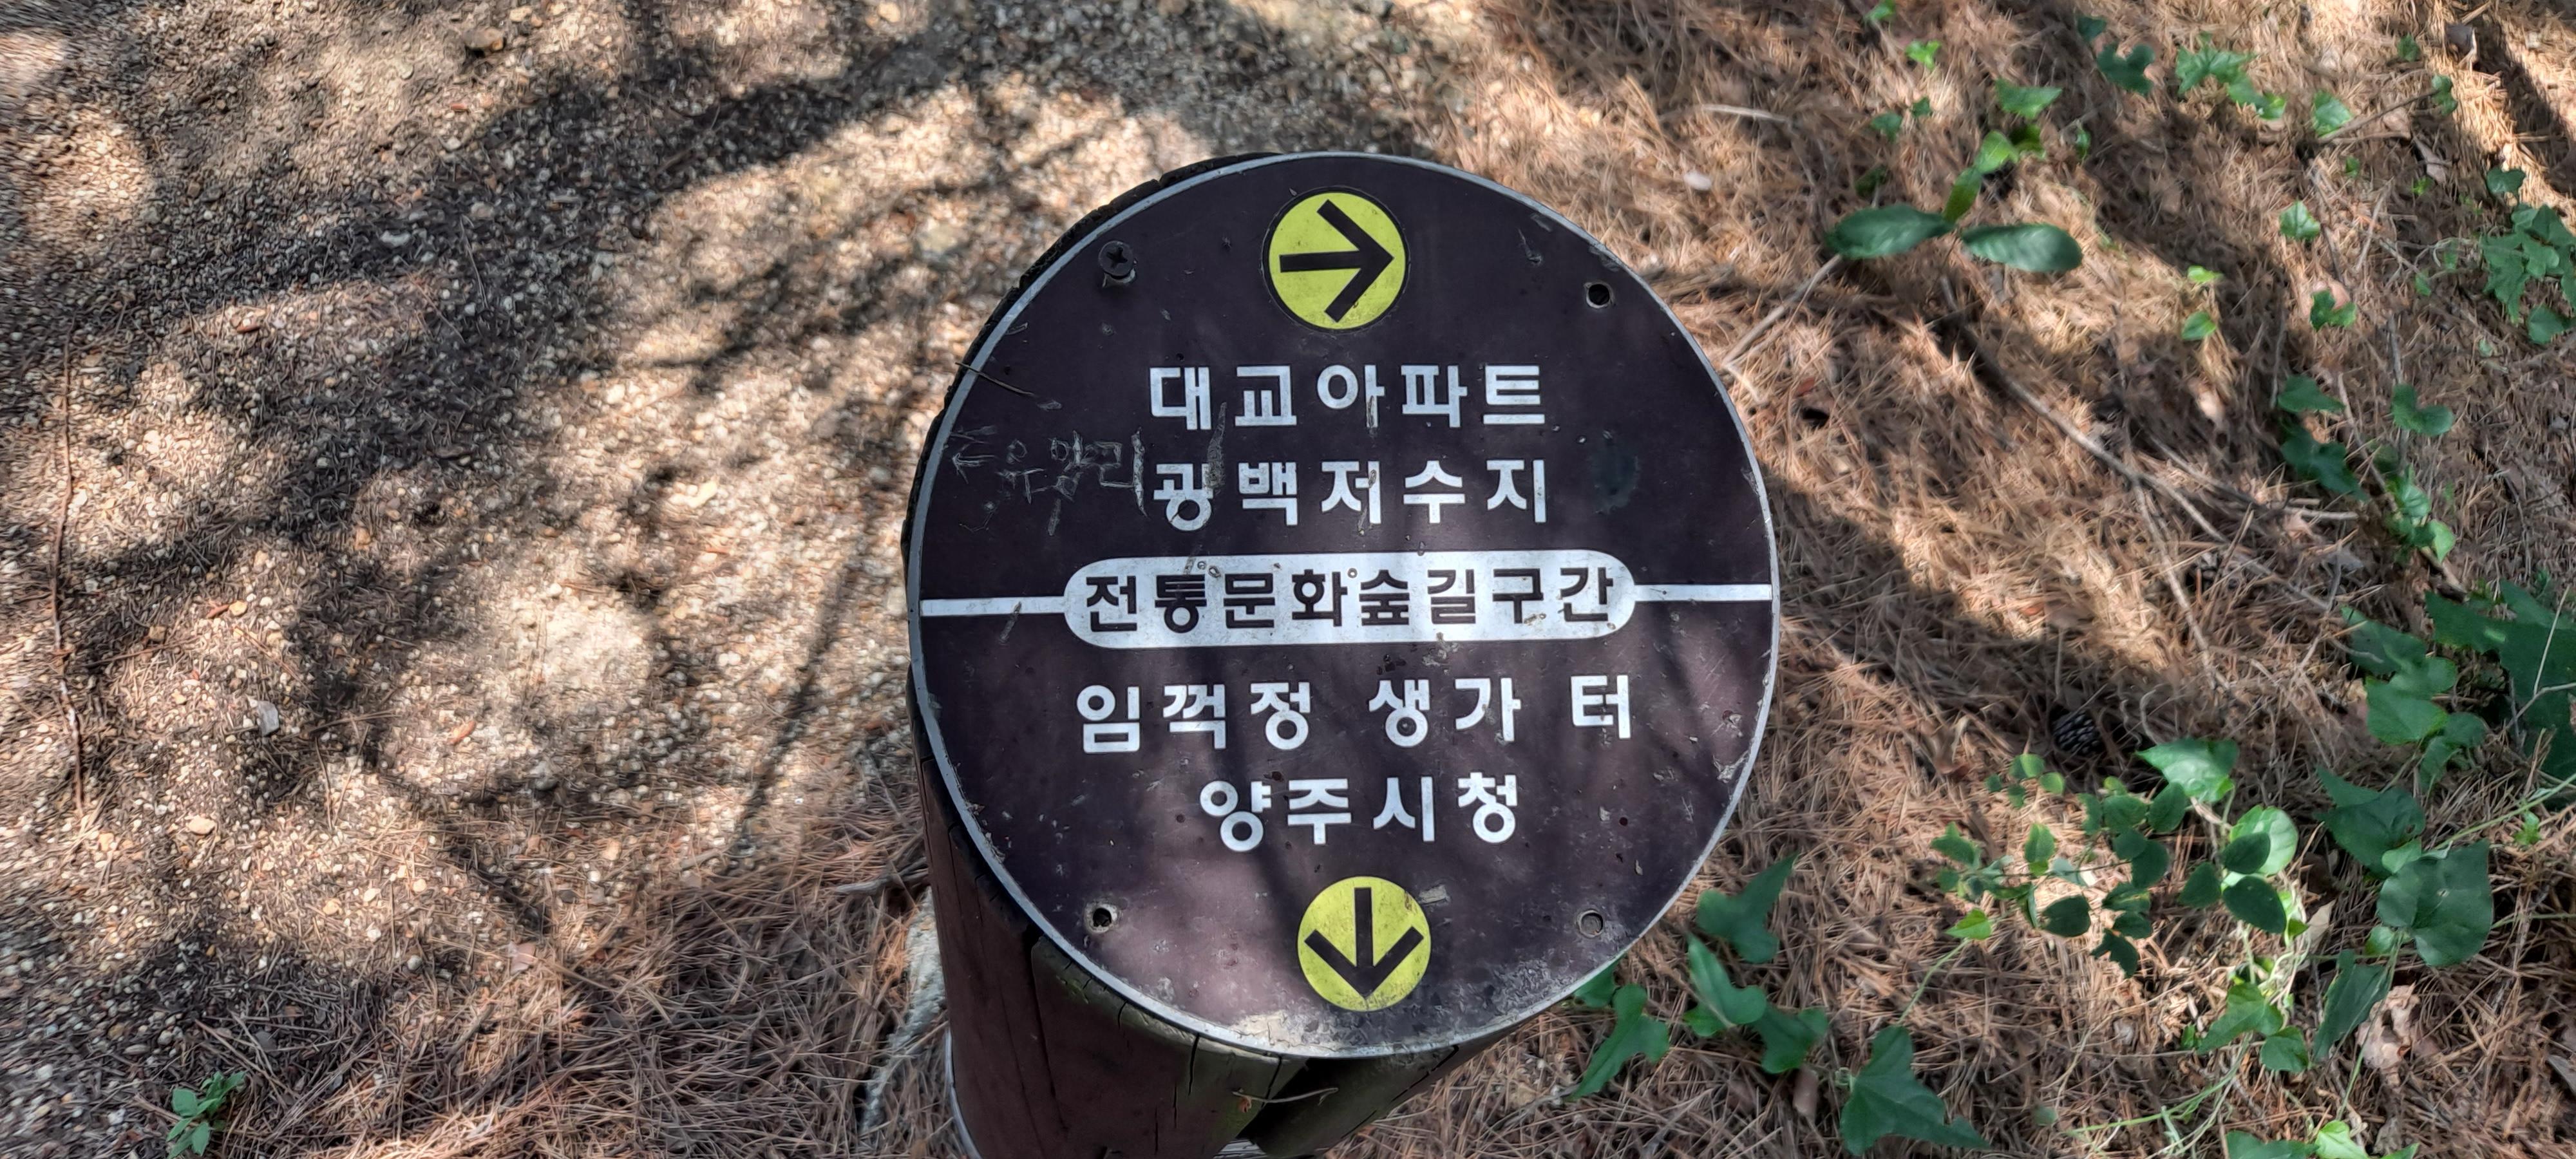 대교아파트
광백저수지
전통문화숲길구간
임꺽정 생가 터
양주시청